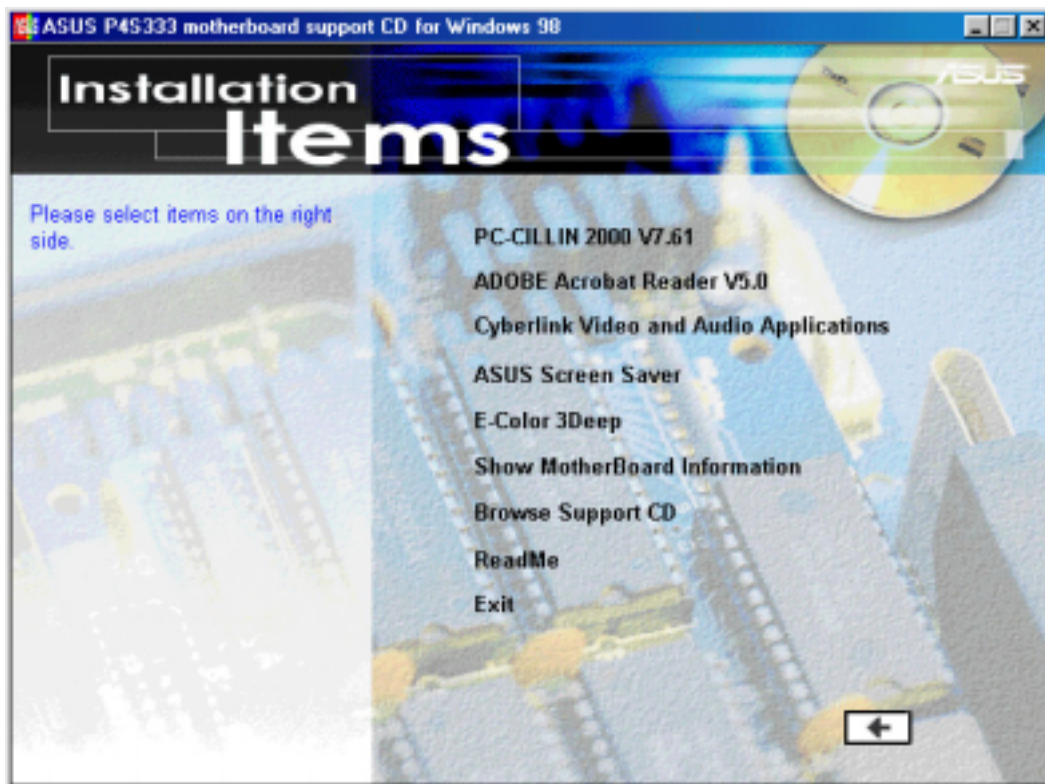 ASUS P4S333 motherboard support CD for Windows 98
Installation
Items
ASUS
Please select items on the right
side.
PC-CILLIN 2000 V7.61
ADOBE Acrobat Reader V5.0
Cyberlink Video and Audio Applications
ASUS Screen Saver
E-Color 3Deep
Show MotherBoard Information
Browse Support CD
ReadMe
Exit